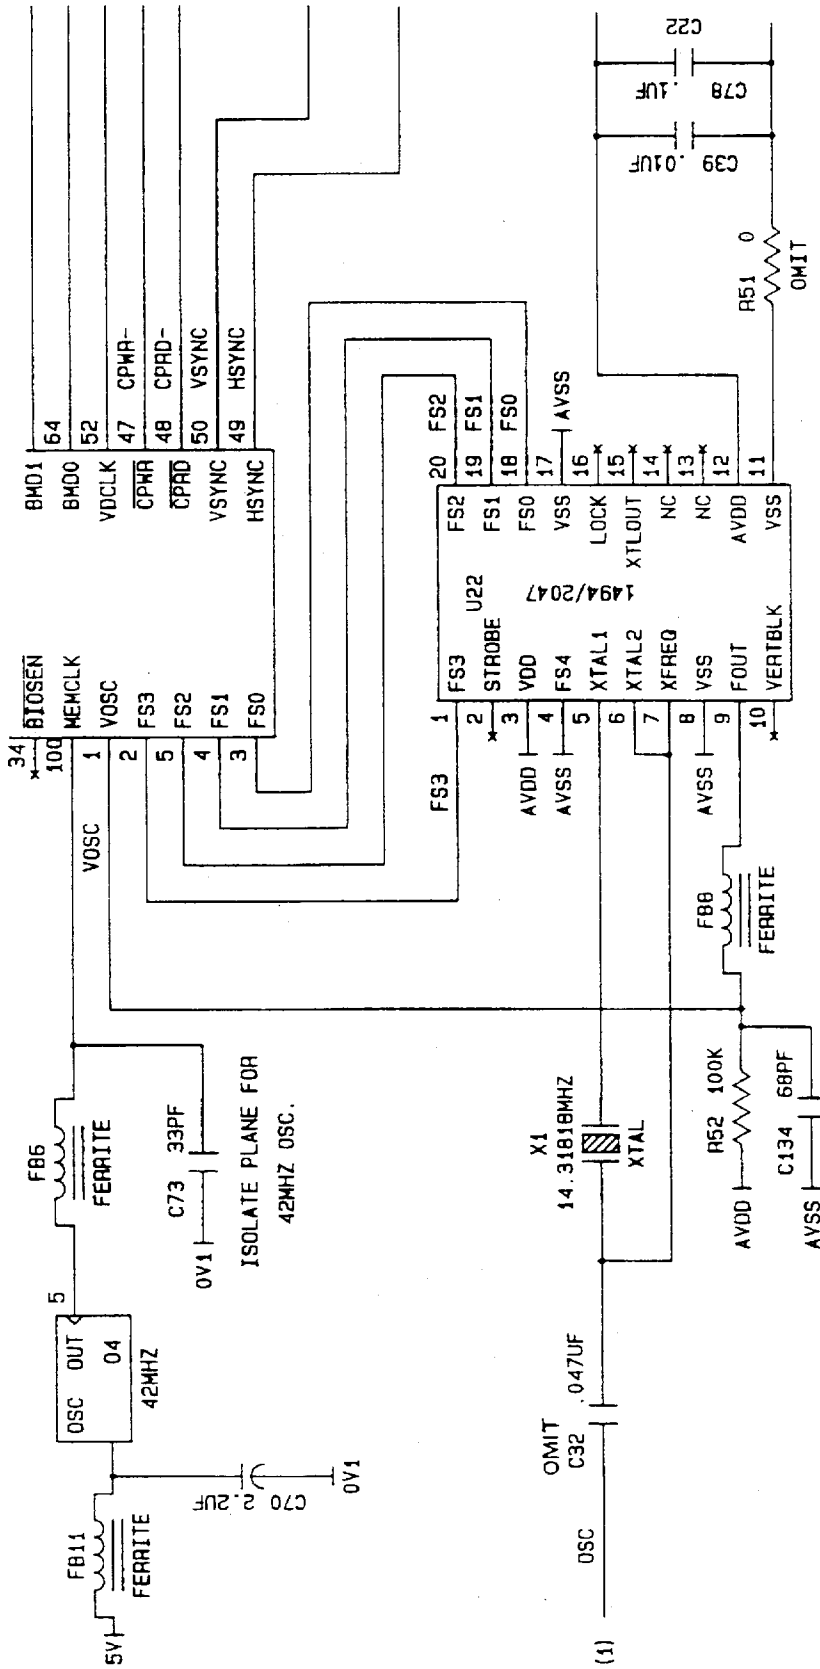 BMD1
64 BMD0
52 VDCLK
47 CPWR CPWR-
48 CPRD CPRD-
50 VSYNC VSYNC
49 HSYNC HSYNC
34 BIOSEN
100 MEMCLK
1 VOSC
VOSC
2 FS3
5 FS2
4 FS1
3 FS0
5V
FB11
FERRITE
C70 2.2UF
0V1
OSC OUT
04
5
42MHZ
FB6
FERRITE
C73 33PF
0V1
ISOLATE PLANE FOR
42MHZ OSC.
U22
1494/2047
FS3 1 FS3
2 STROBE
AVDD 3 VDD
AVSS 4 FS4
5 XTAL1
6 XTAL2
7 XFREQ
AVSS 8 VSS
9 FOUT
10 VERTBLK
FS2 20 FS2
FS1 19 FS1
FS0 18 FS0
VSS 17 AVSS
LOCK 16
XTLOUT 15
NC 14
NC 13
AVDD 12
VSS 11
(1)
OSC
OMIT
C32 .047UF
X1
14.31818MHZ
XTAL
FB8
FERRITE
AVDD
R52 100K
AVSS
C134 68PF
R51 0
OMIT
C39 .01UF
C78 .1UF
C22